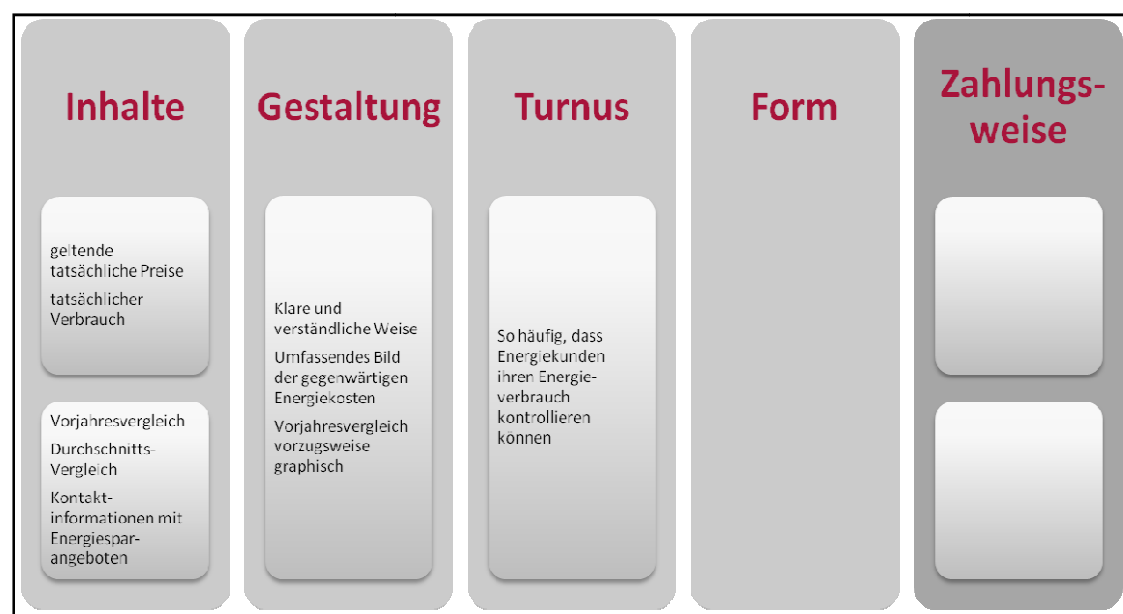 Inhalte
geltende
tatsächliche Preise
tatsächlicher
Verbrauch
Vorjahresvergleich
Durchschnitts-
Vergleich
Kontakt-
informationen mit
Energiespar-
angeboten
Gestaltung
Klare und
verständliche Weise
Umfassendes Bild
der gegenwärtigen
Energiekosten
Vorjahresvergleich
vorzugsweise
graphisch
Turnus
So häufig, dass
Energiekunden
ihren Energie-
verbrauch
kontrollieren
können
Form
Zahlungs-
weise